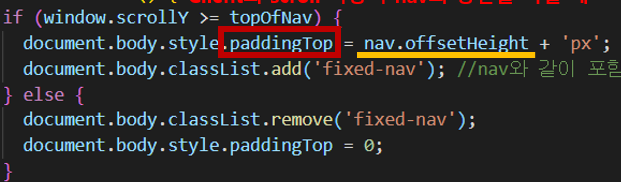 if (window.scrollY >= topOfNav) {
document.body.style.paddingTop = nav.offsetHeight + 'px';
document.body.classList.add('fixed-nav'); //nav와 같이 포함
} else {
document.body.classList.remove('fixed-nav');
document.body.style.paddingTop = 0;
}